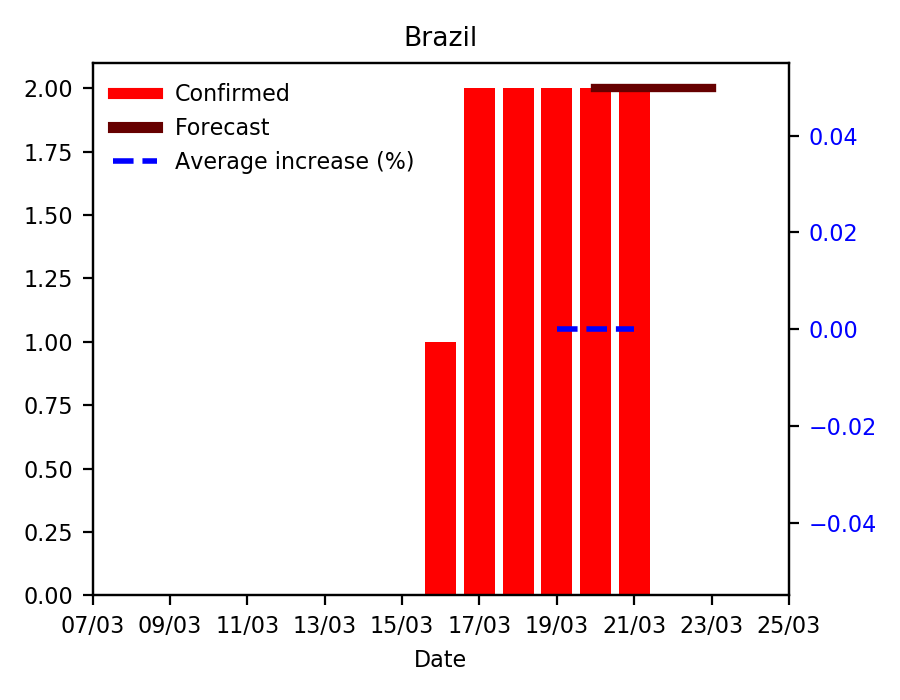 Brazil
2.00
1.75
1.50
1.25
1.00
0.75
0.50
0.25
0.00
Confirmed
Forecast
Average increase (%)
0.04
0.02
0.00
−0.02
−0.04
07/03 09/03 11/03 13/03 15/03 17/03 19/03 21/03 23/03 25/03
Date